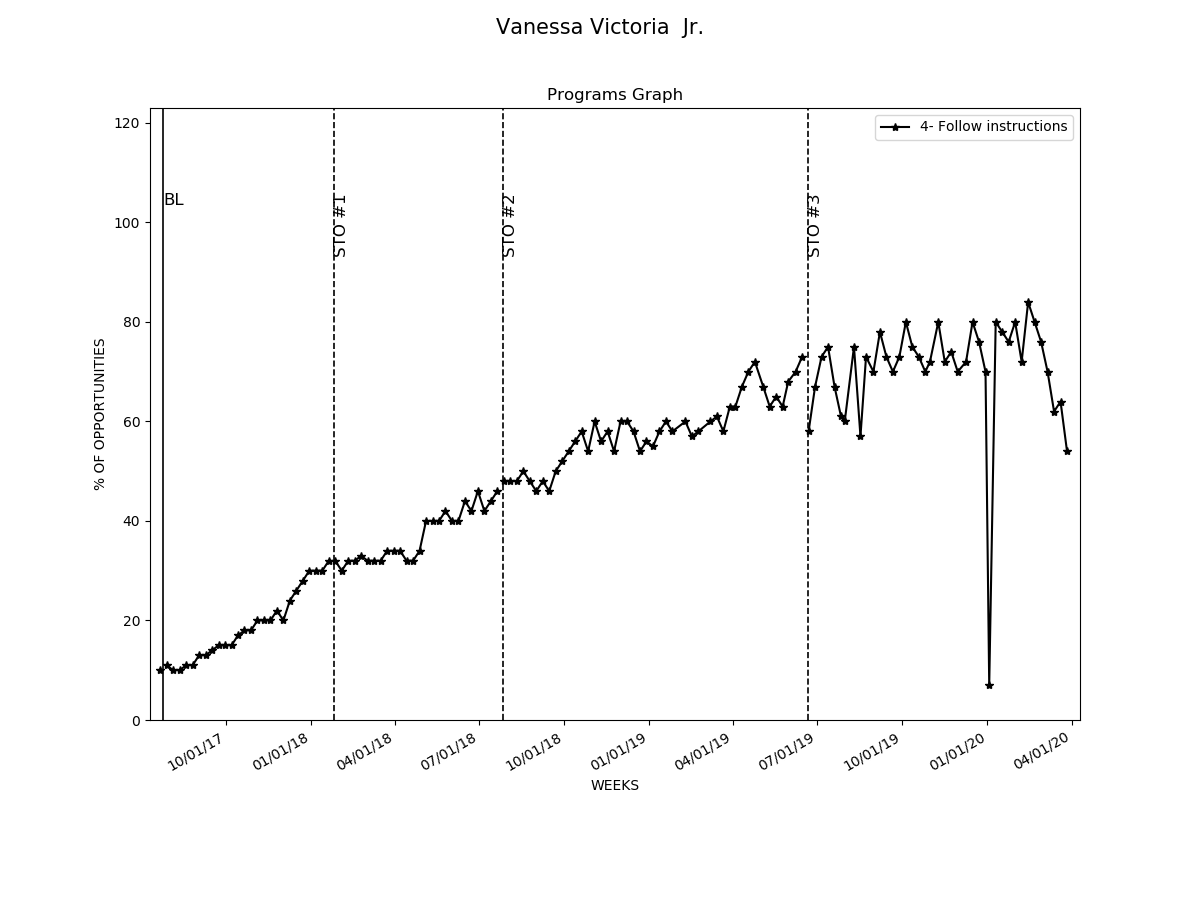 Vanessa Victoria  Jr.
Programs Graph
120
100
80
60
40
20
0
% OF OPPORTUNITIES
BL
STO #1
STO #2
STO #3
4- Follow instructions
10/01/17
01/01/18
04/01/18
07/01/18
10/01/18
01/01/19
04/01/19
07/01/19
10/01/19
01/01/20
04/01/20
WEEKS